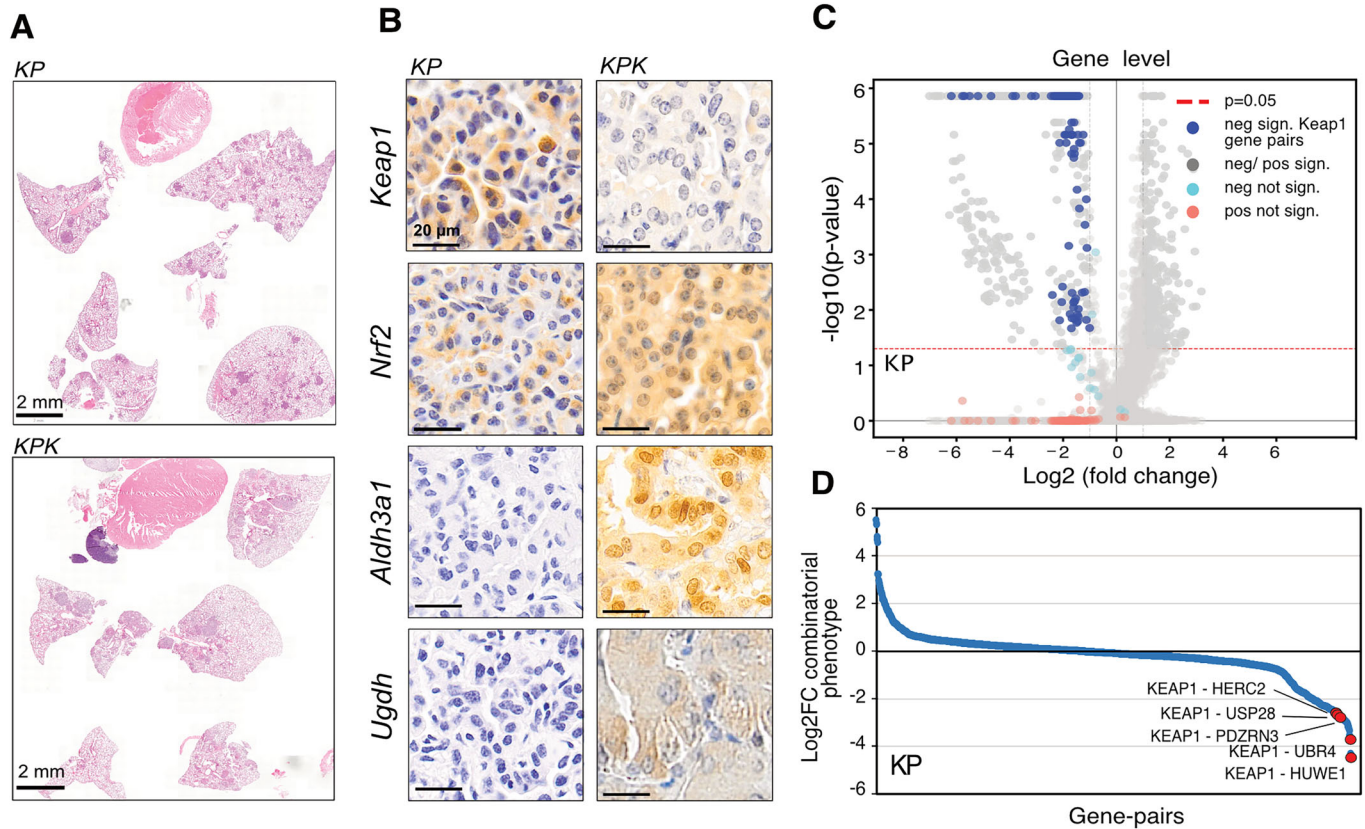 A
KP
2 mm
KPK
2 mm
B
KP
KPK
Keap1
20 µm
Nrf2
Aldh3a1
Ugdh
C
Gene level
6
5
4
3
2
1
0
-log10(p-value)
p=0.05
neg sign. Keap1
gene pairs
neg/ pos sign.
neg not sign.
pos not sign.
KP
−8
−6
−4
−2
0
2
4
6
Log2 (fold change)
D
6
4
2
0
-2
-4
-6
Log2FC combinatorial
phenotype
KEAP1 - HERC2
KEAP1 - USP28
KEAP1 - PDZRN3
KEAP1 - UBR4
KEAP1 - HUWE1
KP
Gene-pairs